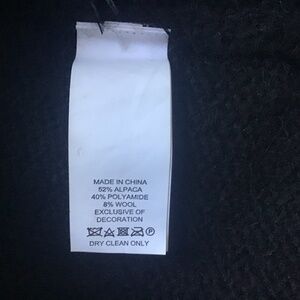 MADE IN CHINA
52% ALPACA
40% POLYAMIDE
8% WOOL
EXCLUSIVE OF
DECORATION
DRY CLEAN ONLY